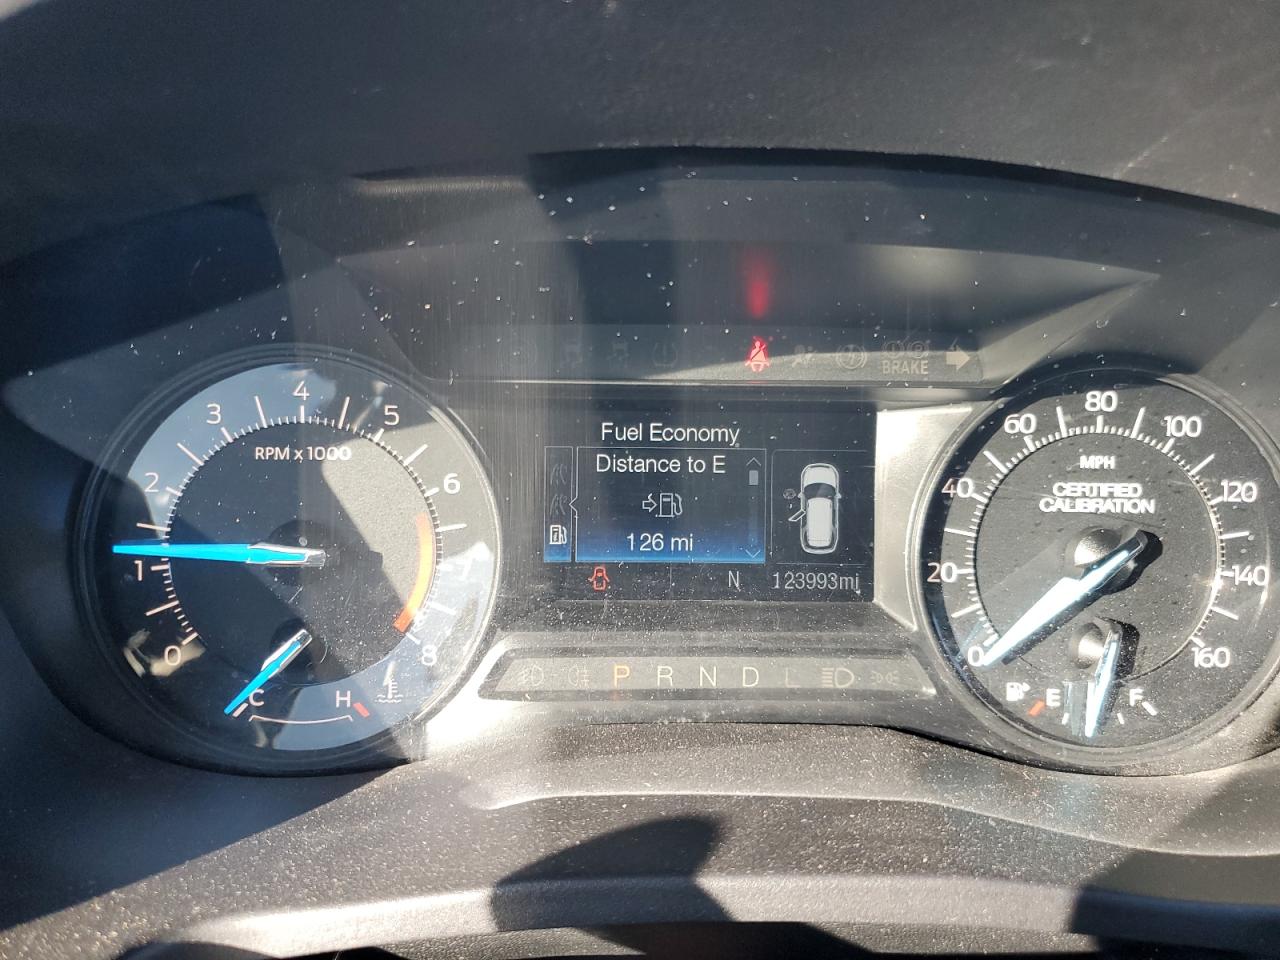 BRAKE
4
3
5
RPM x 1000
2
6
1
7
0
8
C
H
Fuel Economy
Distance to E
126 mi
N
123993mi
P R N D L
80
60
100
MPH
40
CERTIFIED
CALIBRATION
120
20
140
0
160
E
F